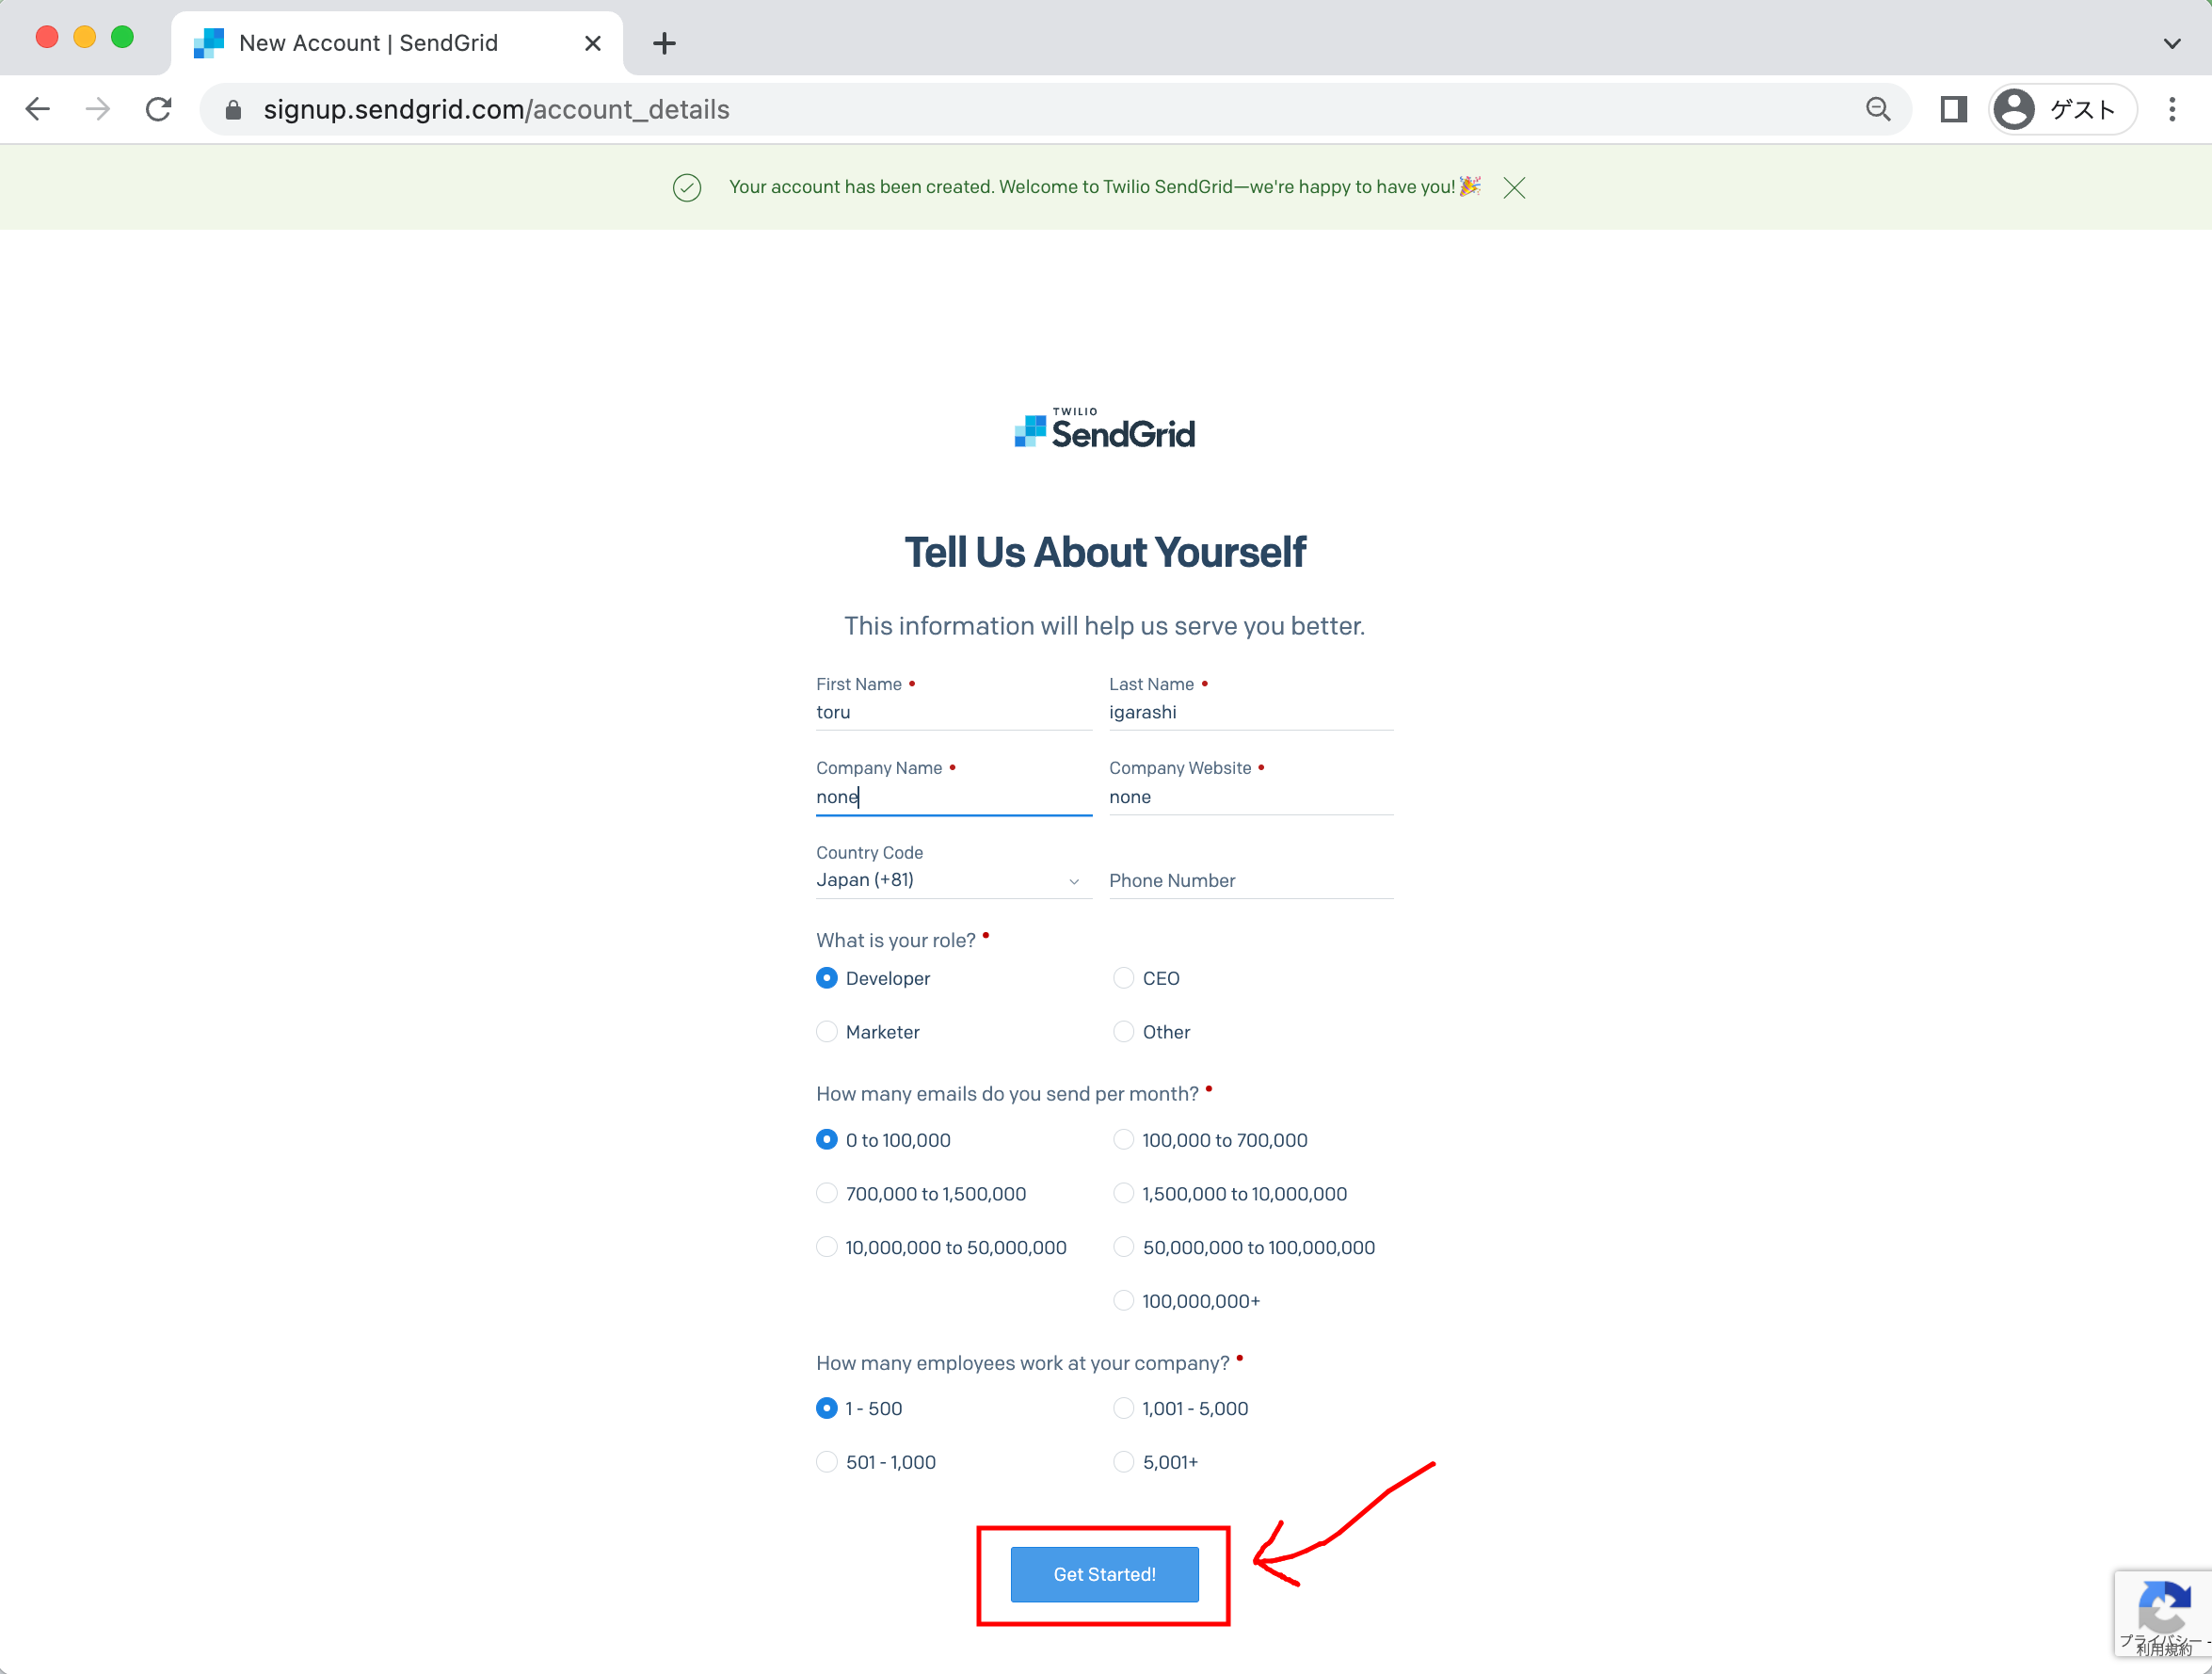 New Account | SendGrid
signup.sendgrid.com/account_details
ゲスト
Your account has been created. Welcome to Twilio SendGrid—we're happy to have you!🎉
TWILIO
SendGrid
Tell Us About Yourself
This information will help us serve you better.
First Name • Last Name •
toru igarashi
Company Name • Company Website •
none none
Country Code
Japan (+81) Phone Number
What is your role? •
Developer CEO
Marketer Other
How many emails do you send per month? •
0 to 100,000 100,000 to 700,000
700,000 to 1,500,000 1,500,000 to 10,000,000
10,000,000 to 50,000,000 50,000,000 to 100,000,000
100,000,000+
How many employees work at your company? •
1 - 500 1,001 - 5,000
501 - 1,000 5,001+
Get Started!
プライバシー -
利用規約